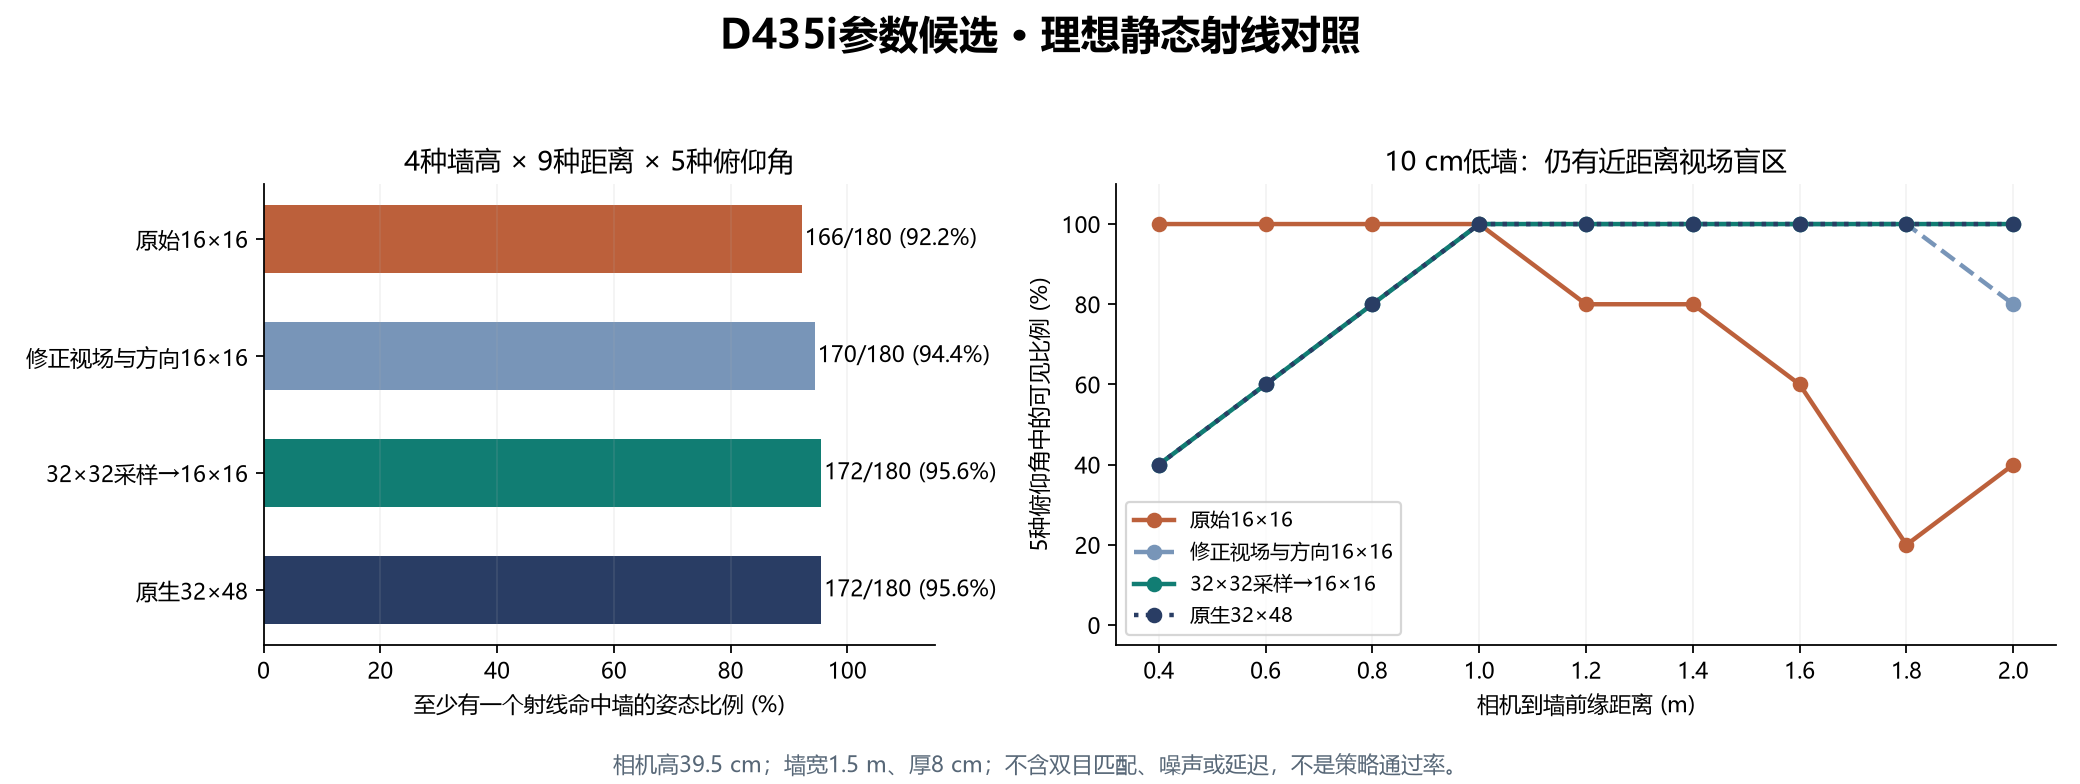 D435i参数候选 • 理想静态射线对照
4种墙高 × 9种距离 × 5种俯仰角
原始16×16
166/180 (92.2%)
修正视场与方向16×16
170/180 (94.4%)
32×32采样→16×16
172/180 (95.6%)
原生32×48
172/180 (95.6%)
0 20 40 60 80 100
至少有一个射线命中墙的姿态比例 (%)
10 cm低墙：仍有近距离视场盲区
5种俯仰角中的可见比例 (%)
100
80
60
40
20
0
原始16×16
修正视场与方向16×16
32×32采样→16×16
原生32×48
0.4 0.6 0.8 1.0 1.2 1.4 1.6 1.8 2.0
相机到墙前缘距离 (m)
相机高39.5 cm；墙宽1.5 m、厚8 cm；不含双目匹配、噪声或延迟，不是策略通过率。